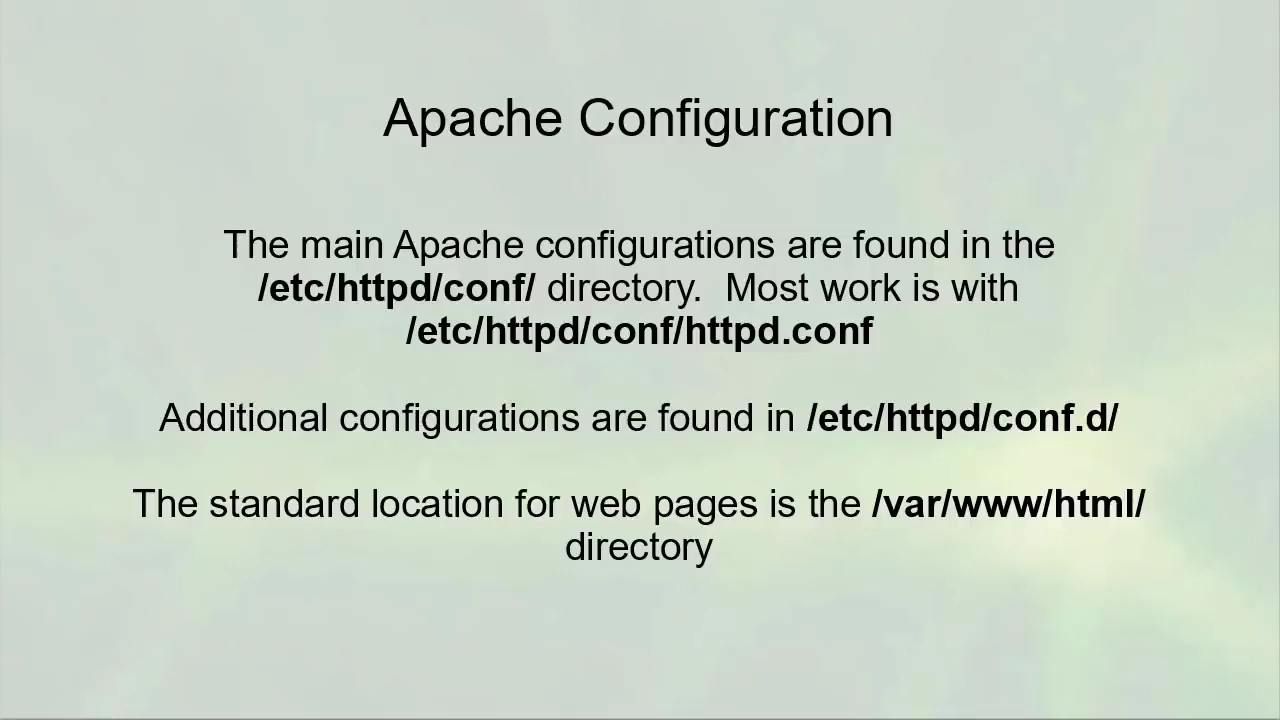 Apache Configuration
The main Apache configurations are found in the
/etc/httpd/conf/ directory.  Most work is with
/etc/httpd/conf/httpd.conf
Additional configurations are found in /etc/httpd/conf.d/
The standard location for web pages is the /var/www/html/
directory